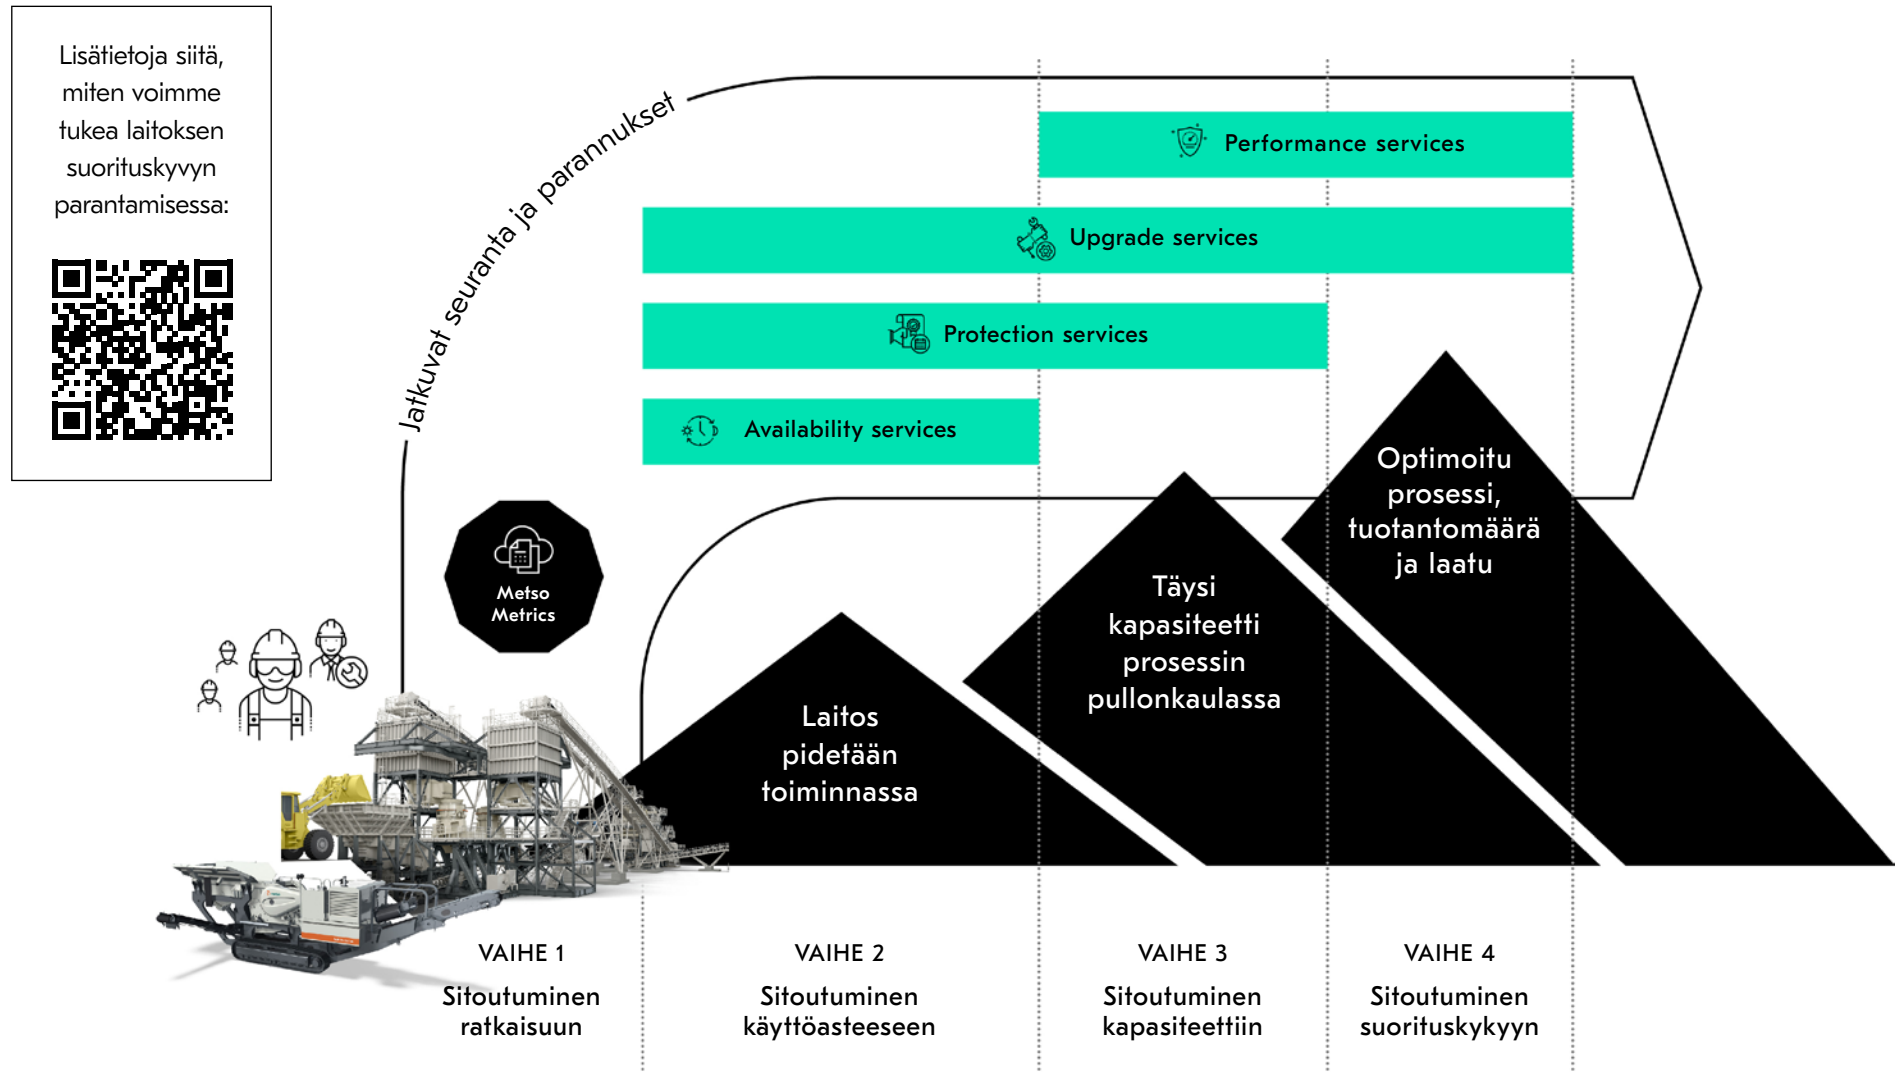 Lisätietoja siitä,
miten voimme
tukea laitoksen
suorituskyvyn
parantamisessa:
Jatkuvat seuranta ja parannukset
Performance services
Upgrade services
Protection services
Availability services
Metso
Metrics
Laitos
pidetään
toiminnassa
Täysi
kapasiteetti
prosessin
pullonkaulassa
Optimoitu
prosessi,
tuotantomäärä
ja laatu
VAIHE 1
Sitoutuminen
ratkaisuun
VAIHE 2
Sitoutuminen
käyttöasteeseen
VAIHE 3
Sitoutuminen
kapasiteettiin
VAIHE 4
Sitoutuminen
suorituskykyyn